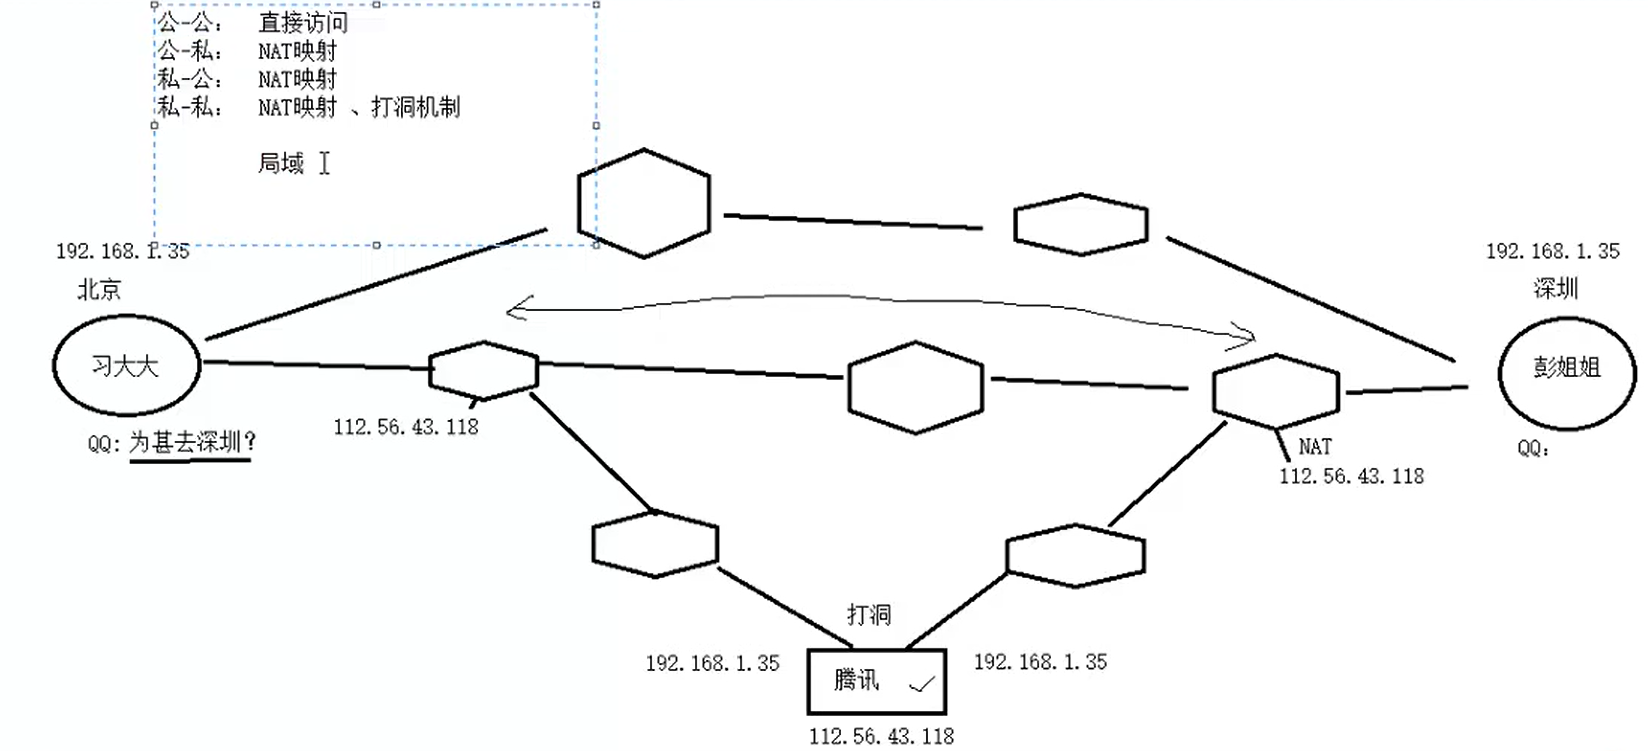 公-公： 直接访问
公-私： NAT映射
私-公： NAT映射
私-私： NAT映射 、打洞机制
局域
192.168.1.35
北京
习大大
QQ: 为甚去深圳?
112.56.43.118
192.168.1.35
深圳
彭姐姐
QQ:
NAT
112.56.43.118
打洞
192.168.1.35
腾讯
192.168.1.35
112.56.43.118